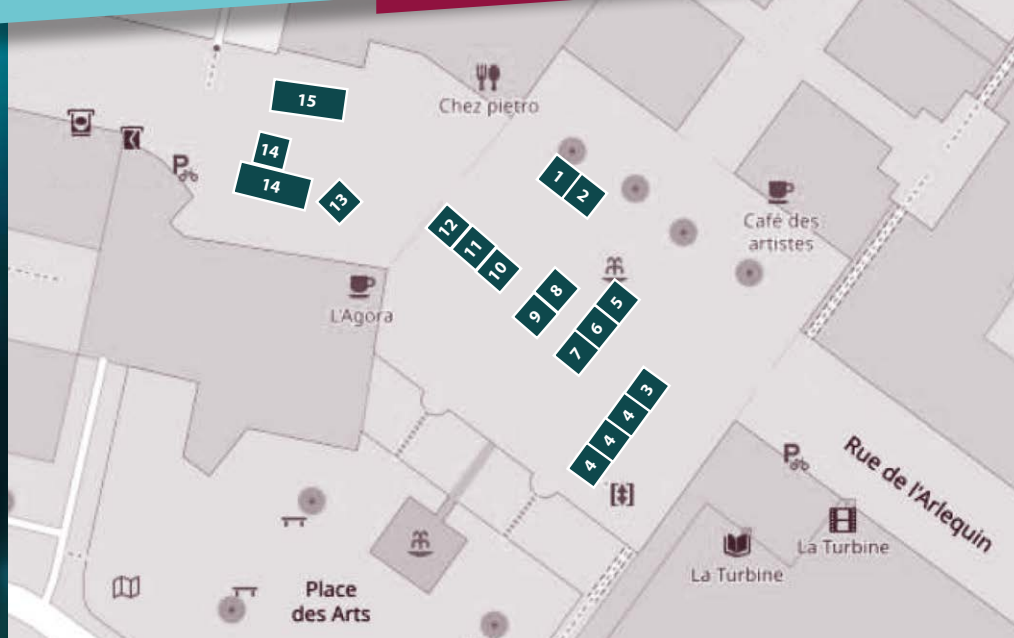 15
Chez pietro
14
14
13
1
2
Café des
artistes
12
11
10
L'Agora
8
9
5
6
7
3
4
4
4
P
P
Rue de l'Arlequin
La Turbine
La Turbine
Place
des Arts